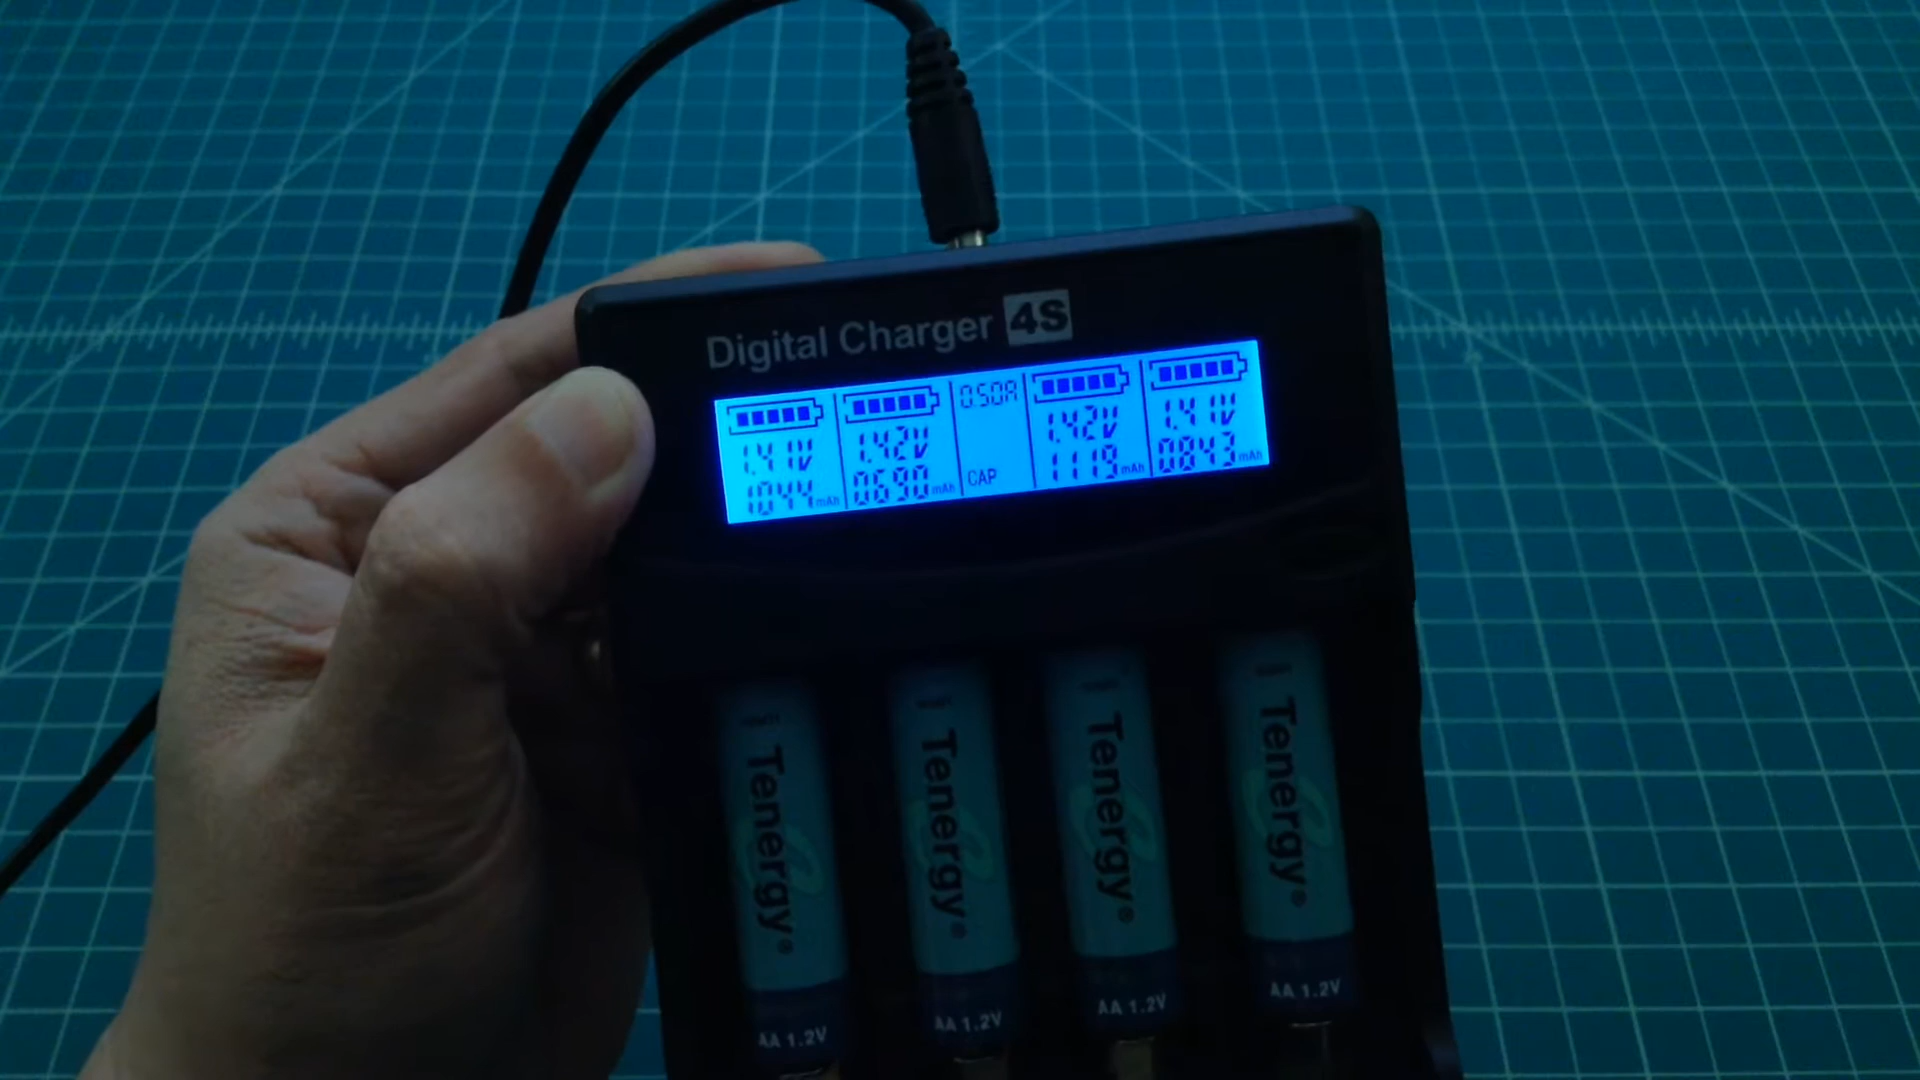 Digital Charger 4S
1.41V 1.42V 0.50A 1.42V 1.41V
1044mAh 0690mAh CAP 1119mAh 0843mAh
Tenergy® Tenergy® Tenergy® Tenergy®
AA 1.2V AA 1.2V AA 1.2V AA 1.2V